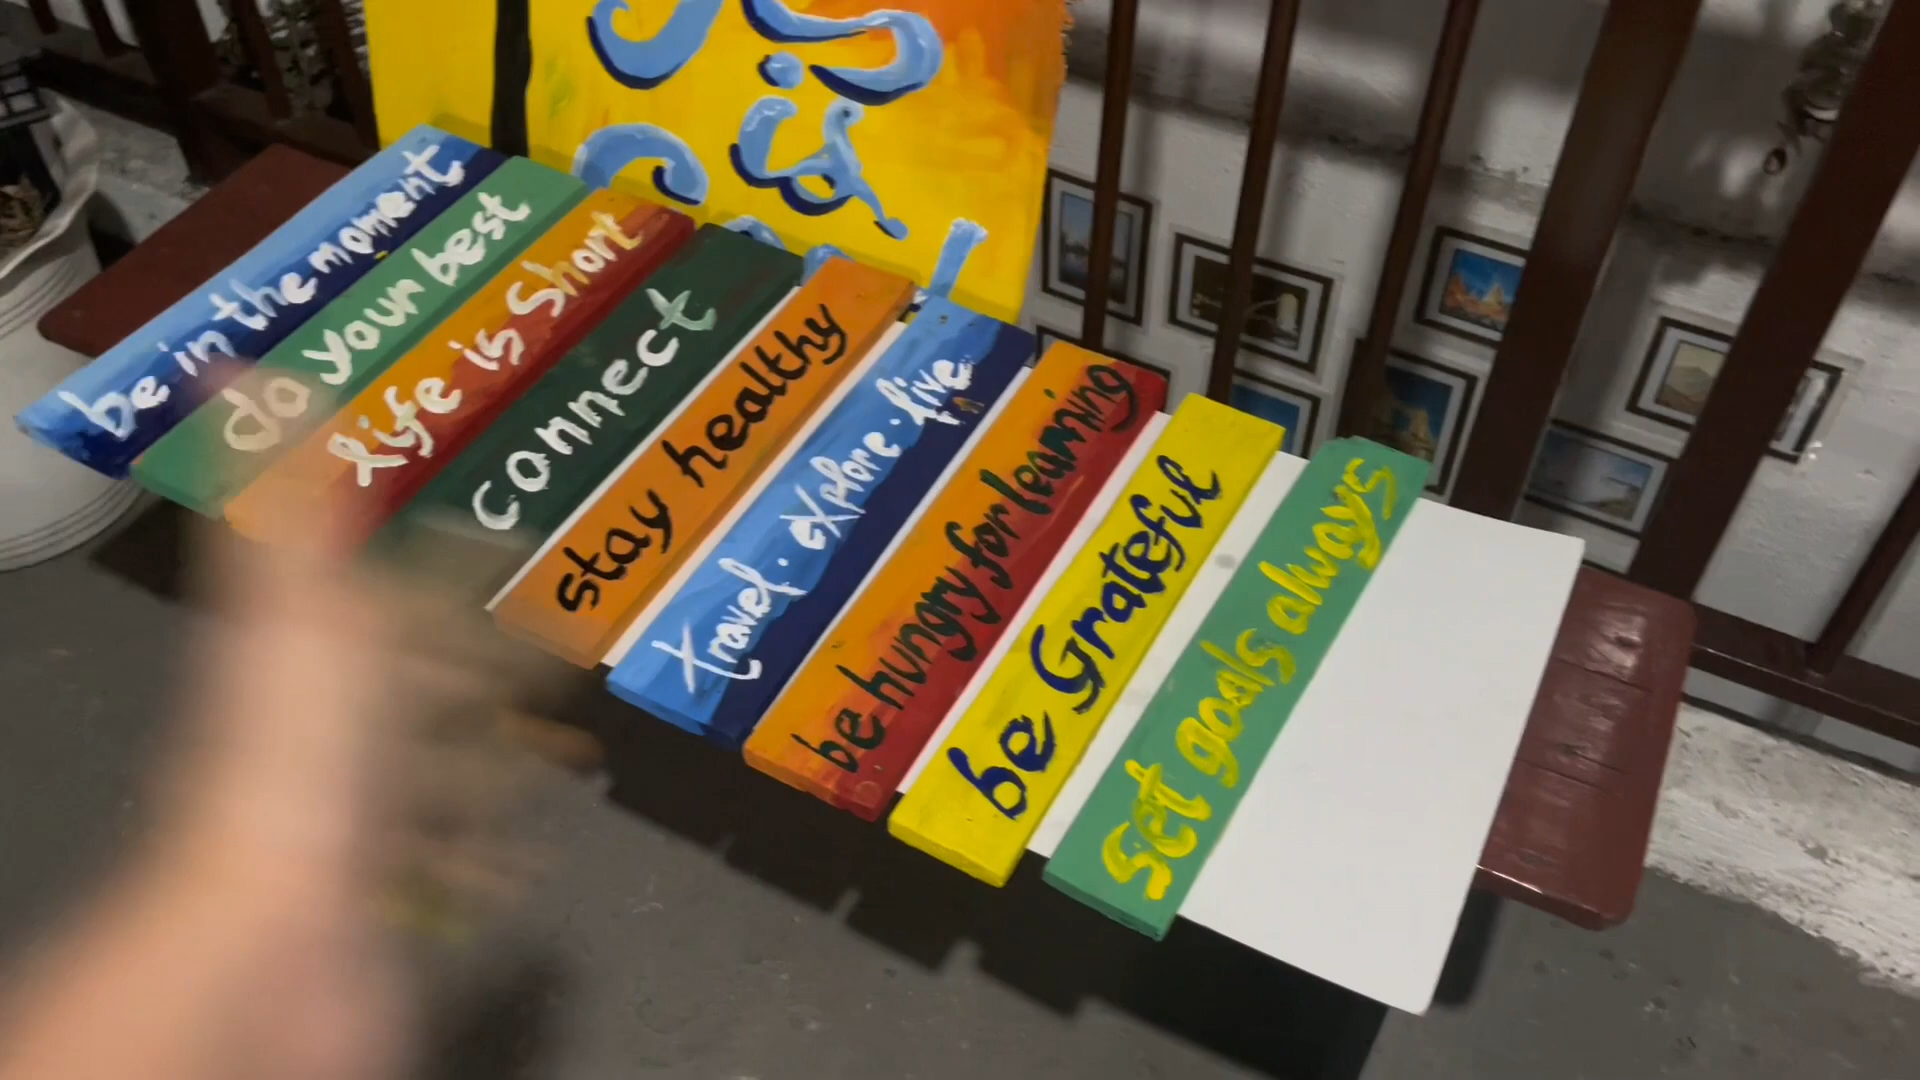 be in the moment
do your best
life is Short
connect
stay healthy
travel. explore. live
be hungry for learning
be Grateful
set goals always